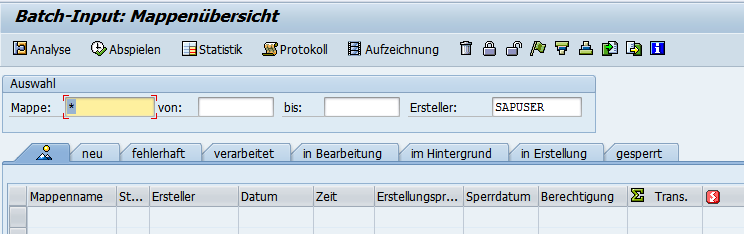 Batch-Input: Mappenübersicht
Analyse Abspielen Statistik Protokoll Aufzeichnung
Auswahl
Mappe: * von: bis: Ersteller: SAPUSER
neu fehlerhaft verarbeitet in Bearbeitung im Hintergrund in Erstellung gesperrt
Mappenname St... Ersteller Datum Zeit Erstellungspr... Sperrdatum Berechtigung Σ Trans.